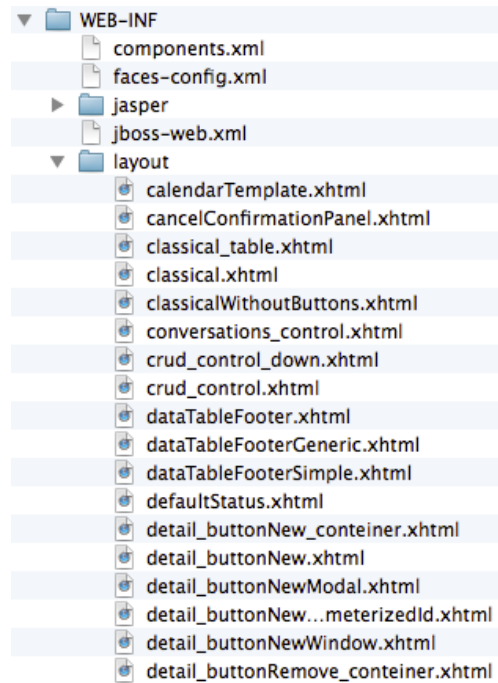 WEB-INF
components.xml
faces-config.xml
jasper
jboss-web.xml
layout
calendarTemplate.xhtml
cancelConfirmationPanel.xhtml
classical_table.xhtml
classical.xhtml
classicalWithoutButtons.xhtml
conversations_control.xhtml
crud_control_down.xhtml
crud_control.xhtml
dataTableFooter.xhtml
dataTableFooterGeneric.xhtml
dataTableFooterSimple.xhtml
defaultStatus.xhtml
detail_buttonNew_conteiner.xhtml
detail_buttonNew.xhtml
detail_buttonNewModal.xhtml
detail_buttonNew...meterizedId.xhtml
detail_buttonNewWindow.xhtml
detail_buttonRemove_conteiner.xhtml